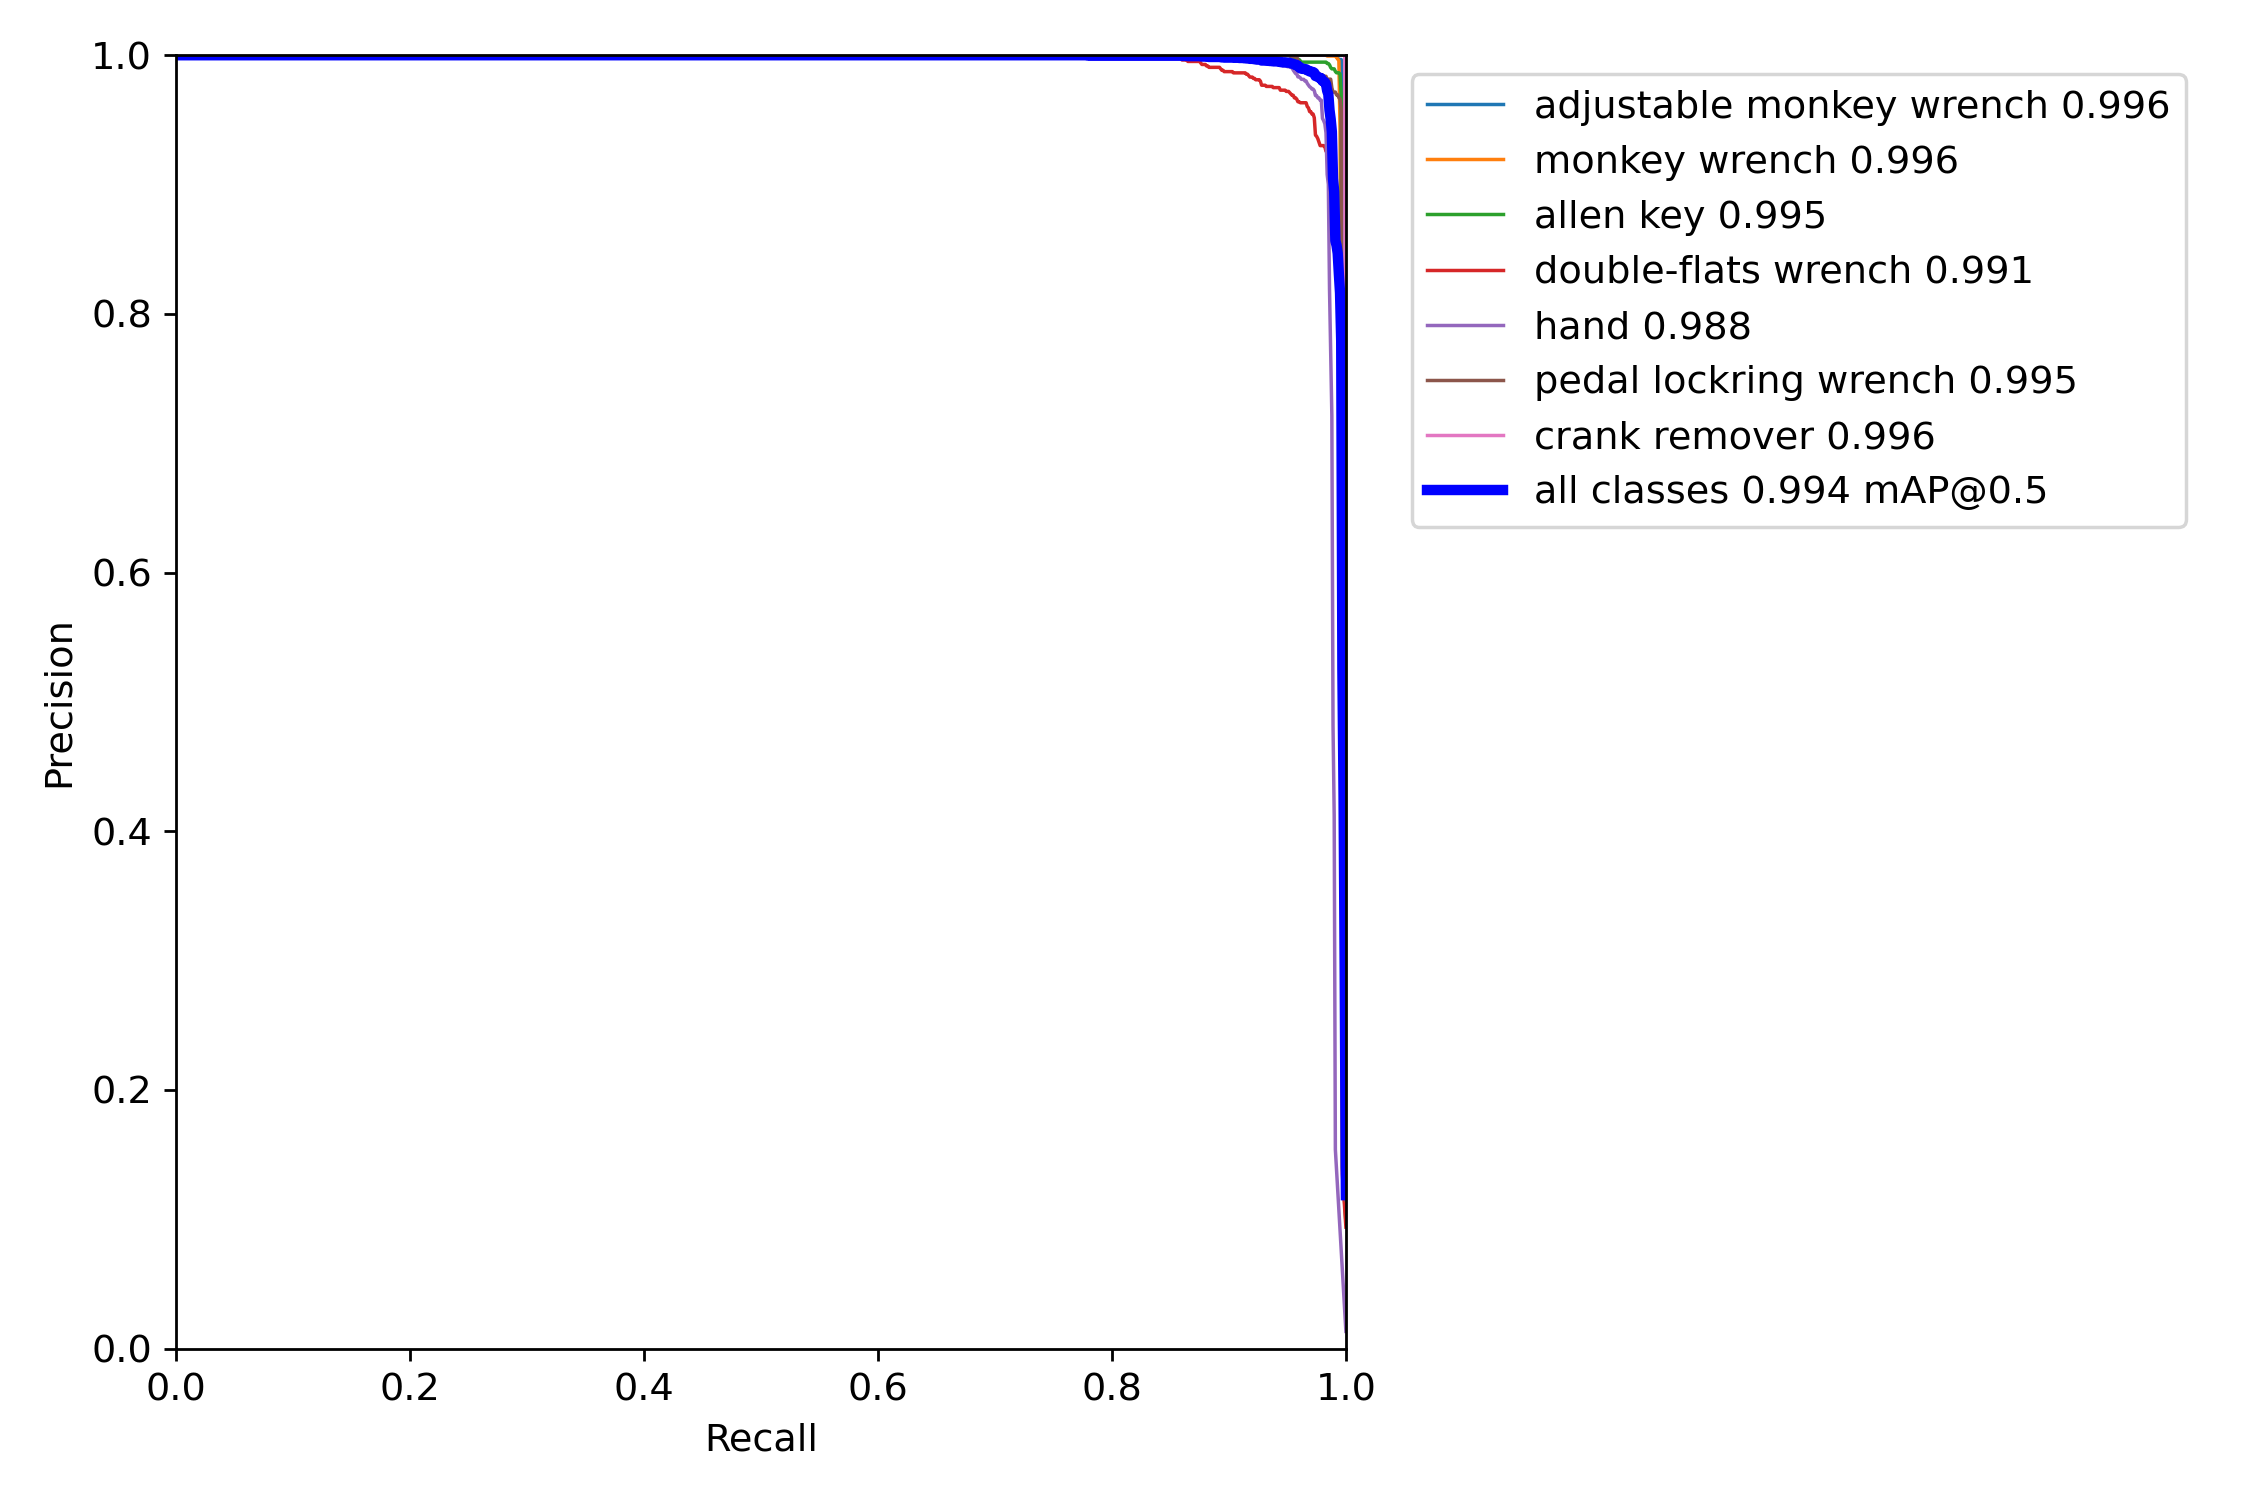 1.0
0.8
0.6
0.4
0.2
0.0
Precision
0.0 0.2 0.4 0.6 0.8 1.0
Recall
adjustable monkey wrench 0.996
monkey wrench 0.996
allen key 0.995
double-flats wrench 0.991
hand 0.988
pedal lockring wrench 0.995
crank remover 0.996
all classes 0.994 mAP@0.5